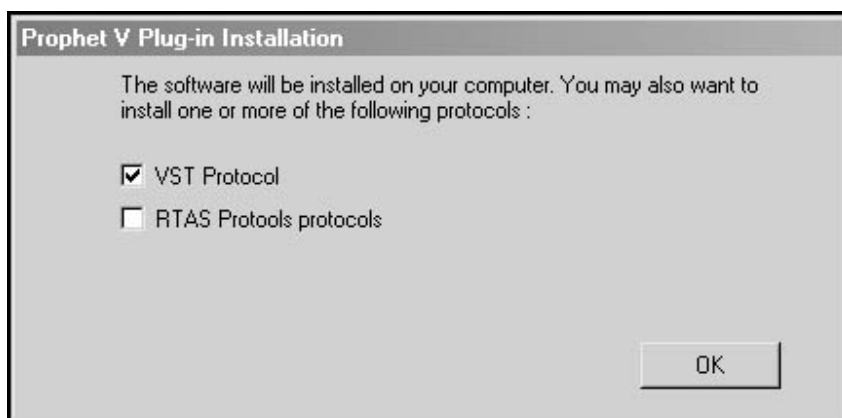 Prophet V Plug-in Installation
The software will be installed on your computer. You may also want to
install one or more of the following protocols :
VST Protocol
RTAS Protools protocols
OK